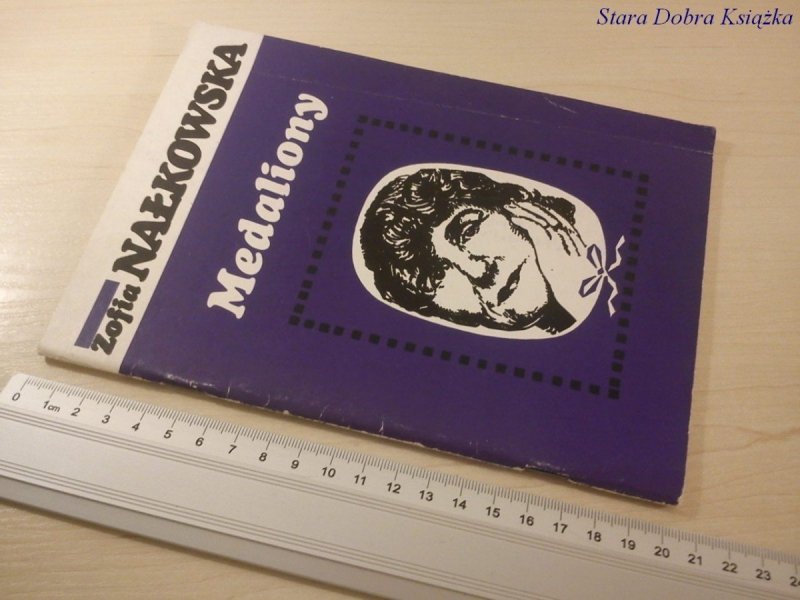 Stara Dobra Książka
Zofia NAŁKOWSKA
Medaliony
0 1cm 2 3 4 5 6 7 8 9 10 11 12 13 14 15 16 17 18 19 20 21 22 23 24